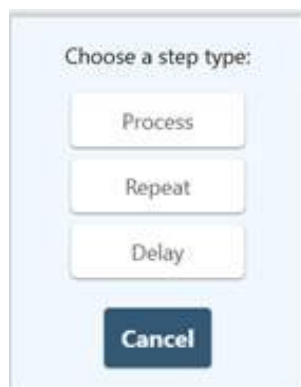 Choose a step type:
Process
Repeat
Delay
Cancel